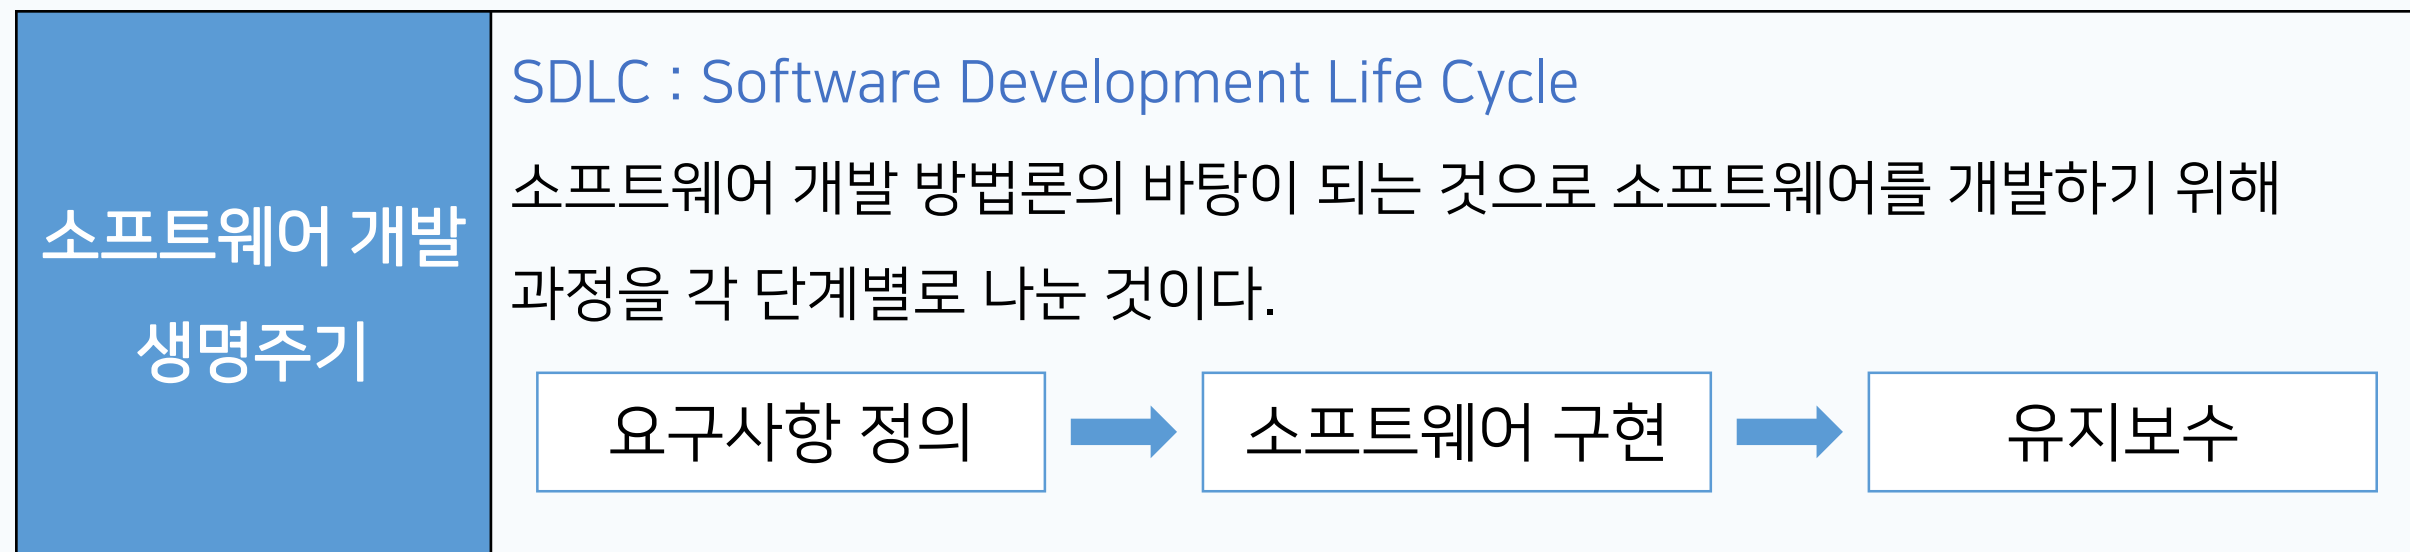 소프트웨어 개발
생명주기
SDLC : Software Development Life Cycle
소프트웨어 개발 방법론의 바탕이 되는 것으로 소프트웨어를 개발하기 위해
과정을 각 단계별로 나눈 것이다.
요구사항 정의
소프트웨어 구현
유지보수